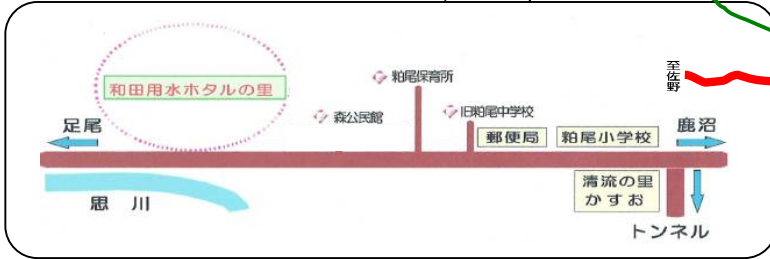 至佐野
和田用水ホタルの里
粕尾保育所
森公民館
旧粕尾中学校
足尾
郵便局
粕尾小学校
鹿沼
清流の里
かすお
思川
トンネル